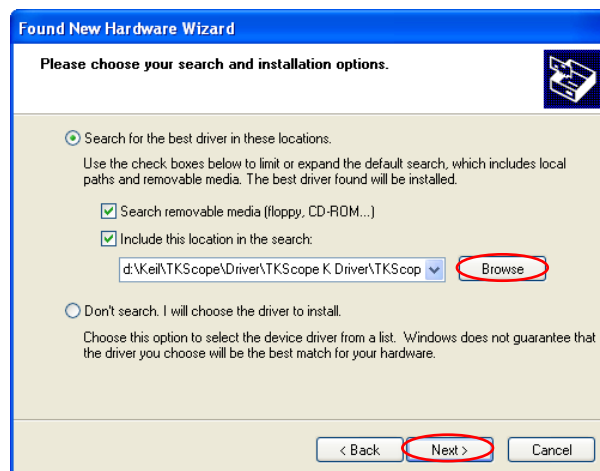 Found New Hardware Wizard
Please choose your search and installation options.
Search for the best driver in these locations.
Use the check boxes below to limit or expand the default search, which includes local
paths and removable media. The best driver found will be installed.
Search removable media (floppy, CD-ROM...)
Include this location in the search:
d:\Keil\TKScope\Driver\TKScope K Driver\TKScop
Browse
Don't search. I will choose the driver to install.
Choose this option to select the device driver from a list. Windows does not guarantee that
the driver you choose will be the best match for your hardware.
< Back Next > Cancel